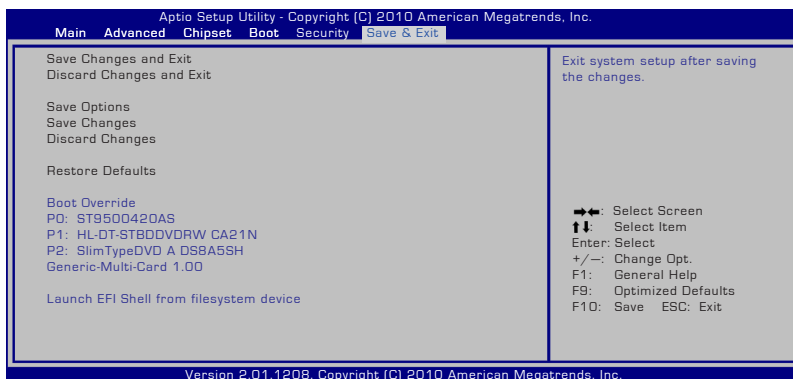 Aptio Setup Utility - Copyright (C) 2010 American Megatrends, Inc.
Main Advanced Chipset Boot Security Save & Exit
Save Changes and Exit
Discard Changes and Exit
Save Options
Save Changes
Discard Changes
Restore Defaults
Boot Override
P0: ST9500420AS
P1: HL-DT-STBDDVDRW CA21N
P2: SlimTypeDVD A DS8A5SH
Generic-Multi-Card 1.00
Launch EFI Shell from filesystem device
Exit system setup after saving
the changes.
→←: Select Screen
↑↓: Select Item
Enter: Select
+/—: Change Opt.
F1: General Help
F9: Optimized Defaults
F10: Save ESC: Exit
Version 2.01.1208. Copyright (C) 2010 American Megatrends, Inc.